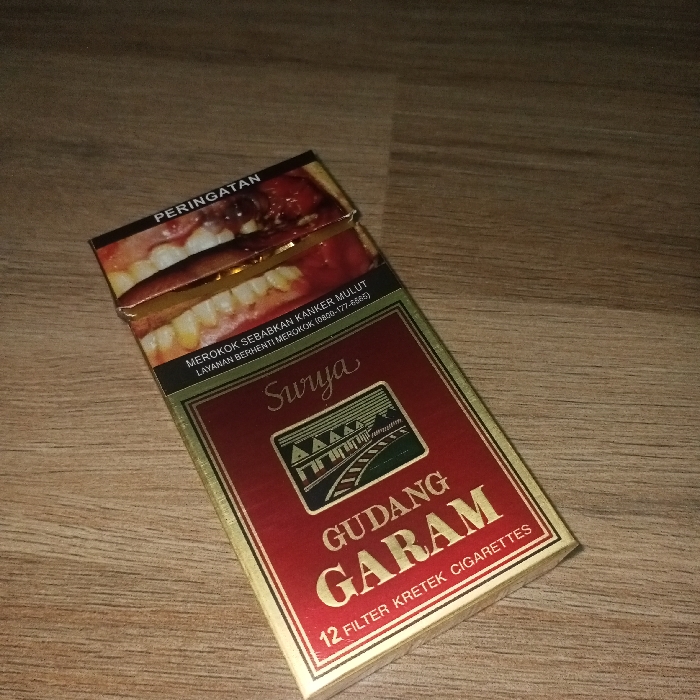 PERINGATAN
MEROKOK SEBABKAN KANKER MULUT
LAYANAN BERHENTI MEROKOK (0800-177-6565)
Surya
GUDANG
GARAM
12 FILTER KRETEK CIGARETTES